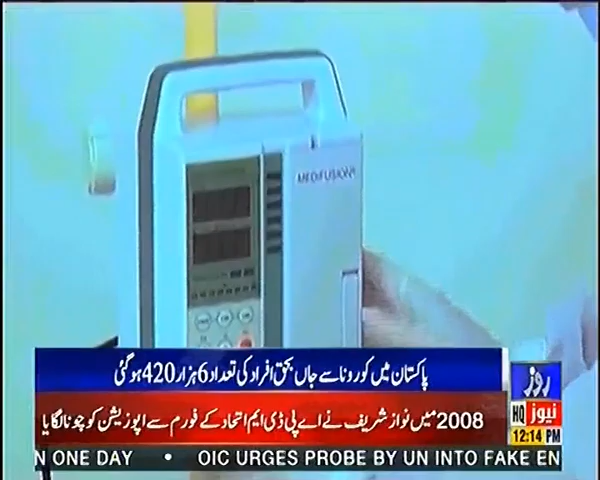 MEDIFUSION
پاکستان میں کورونا سے جاں بحق افراد کی تعداد 6 ہزار 420 ہوگئی
روز
2008 میں نواز شریف نے اے پی ڈی ایم اتحاد کے فورم سے اپوزیشن کو چونا لگایا
HQ نیوز
12:14 PM
N ONE DAY • OIC URGES PROBE BY UN INTO FAKE EN